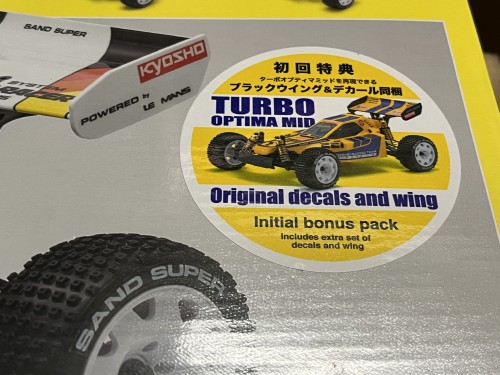 SAND SUPER
KYOSHO
POWERED by LE MANS
初回特典
ターボオプティマミッドを再現できる
ブラックウイング&デカール同梱
TURBO
OPTIMA MID
Original decals and wing
Initial bonus pack
Includes extra set of
decals and wing
SAND SUPER